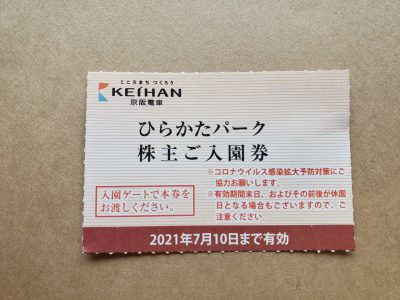 こころまち つくろう
KEIHAN
京阪電車
ひらかたパーク
株主ご入園券
※コロナウイルス感染拡大予防対策にご
協力お願いします。
※有効期間末日、およびその前後が休園
日となる場合もございますので、ご
注意ください。
入園ゲートで本券を
お渡しください。
2021年7月10日まで有効